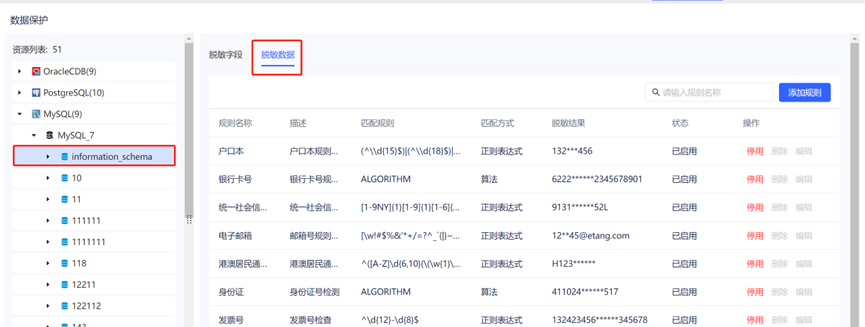 数据保护
资源列表: 51
OracleCDB(9)
PostgreSQL(10)
MySQL(9)
MySQL_7
information_schema
10
11
111111
1111111
118
12211
122112
143
脱敏字段 脱敏数据
请输入规则名称 添加规则
规则名称 描述 匹配规则 匹配方式 脱敏结果 状态 操作
户口本 户口本规则... (^\\d{15}$)|(^\\d{18}$)|... 正则表达式 132***456 已启用 停用 删除 编辑
银行卡号 银行卡号规... ALGORITHM 算法 6222******2345678901 已启用 停用 删除 编辑
统一社会信... 统一社会信... [1-9NY]{1}[1-9]{1}[1-6]{... 正则表达式 9131******52L 已启用 停用 删除 编辑
电子邮箱 邮箱号规则... [\w!#$%&'*+/=?^_`{|}~... 正则表达式 12**45@etang.com 已启用 停用 删除 编辑
港澳居民通... 港澳居民通... ^([A-Z]\d{6,10}(\(\w{1}\... 正则表达式 H123****** 已启用 停用 删除 编辑
身份证 身份证号检测 ALGORITHM 算法 411024******517 已启用 停用 删除 编辑
发票号 发票号检查 ^\d{12}-\d{8}$ 正则表达式 132423456******345678 已启用 停用 删除 编辑